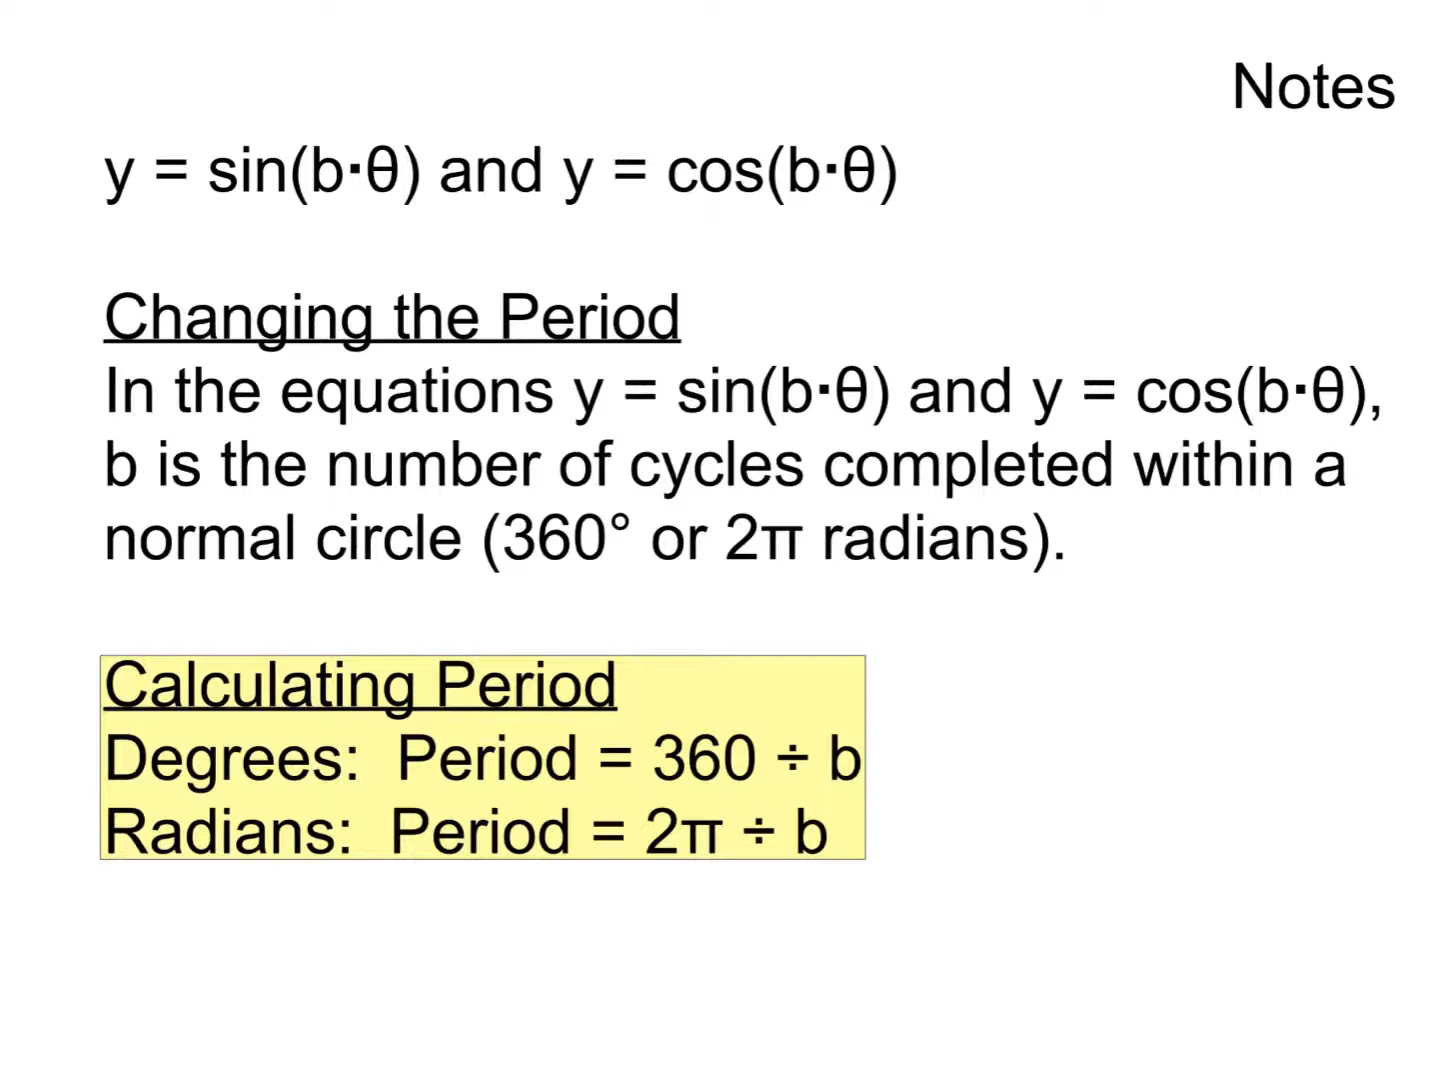 Notes
y = sin(b·θ) and y = cos(b·θ)
Changing the Period
In the equations y = sin(b·θ) and y = cos(b·θ),
b is the number of cycles completed within a
normal circle (360° or 2π radians).
Calculating Period
Degrees:  Period = 360 ÷ b
Radians:  Period = 2π ÷ b